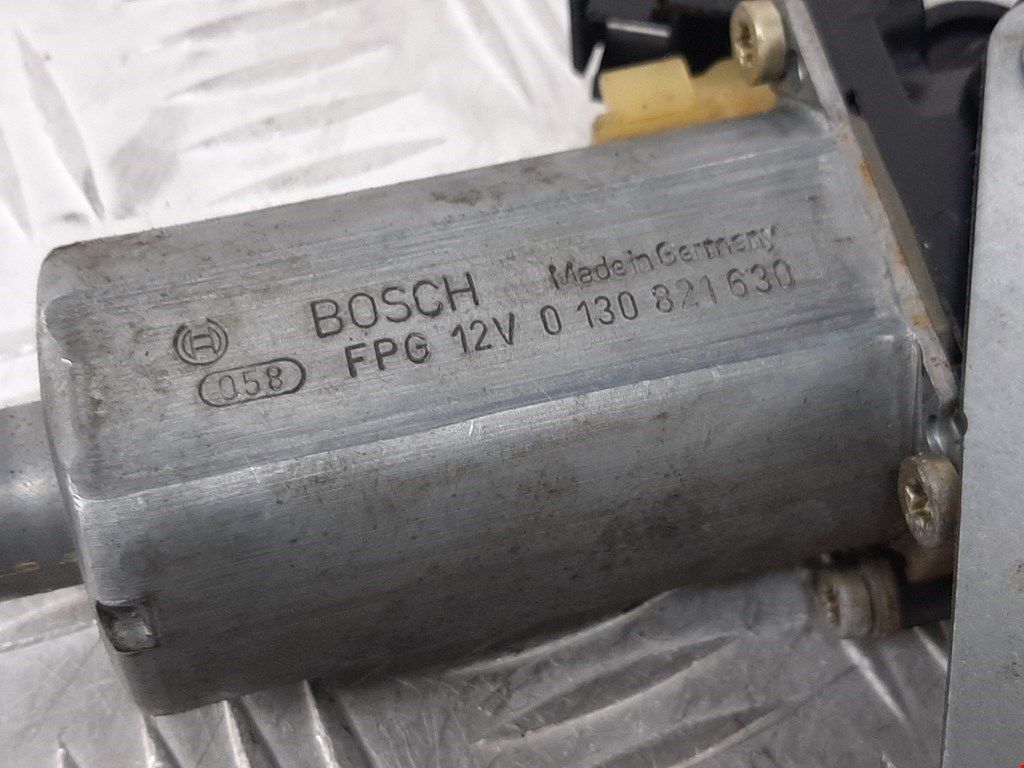 BOSCH Made in Germany
058 FPG 12V 0 130 821 630